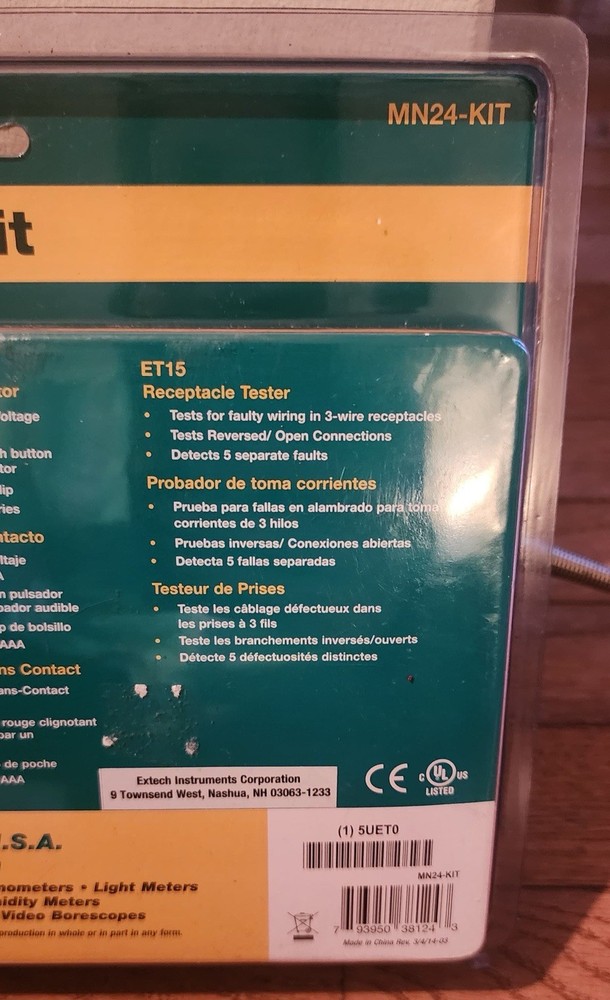 MN24-KIT
it
ET15
Receptacle Tester
• Tests for faulty wiring in 3-wire receptacles
• Tests Reversed/ Open Connections
• Detects 5 separate faults
Probador de toma corrientes
• Prueba para fallas en alambrado para toma
corrientes de 3 hilos
• Pruebas inversas/ Conexiones abiertas
• Detecta 5 fallas separadas
Testeur de Prises
• Teste les câblage défectueux dans
les prises à 3 fils
• Teste les branchements inversés/ouverts
• Détecte 5 défectuosités distinctes
tor
oltage
h button
tor
lip
ries
ntacto
ltaje
A
n pulsador
bador audible
p de bolsillo
AAA
ns Contact
ans-Contact
rouge clignotant
par un
de poche
AAA
Extech Instruments Corporation
9 Townsend West, Nashua, NH 03063-1233
CE
C UL US
LISTED
.S.A.
nometers • Light Meters
idity Meters
Video Borescopes
production in whole or in part in any form.
(1) 5UET0
MN24-KIT
7 93950 38124 3
Made in China Rev. 3/4/14-03